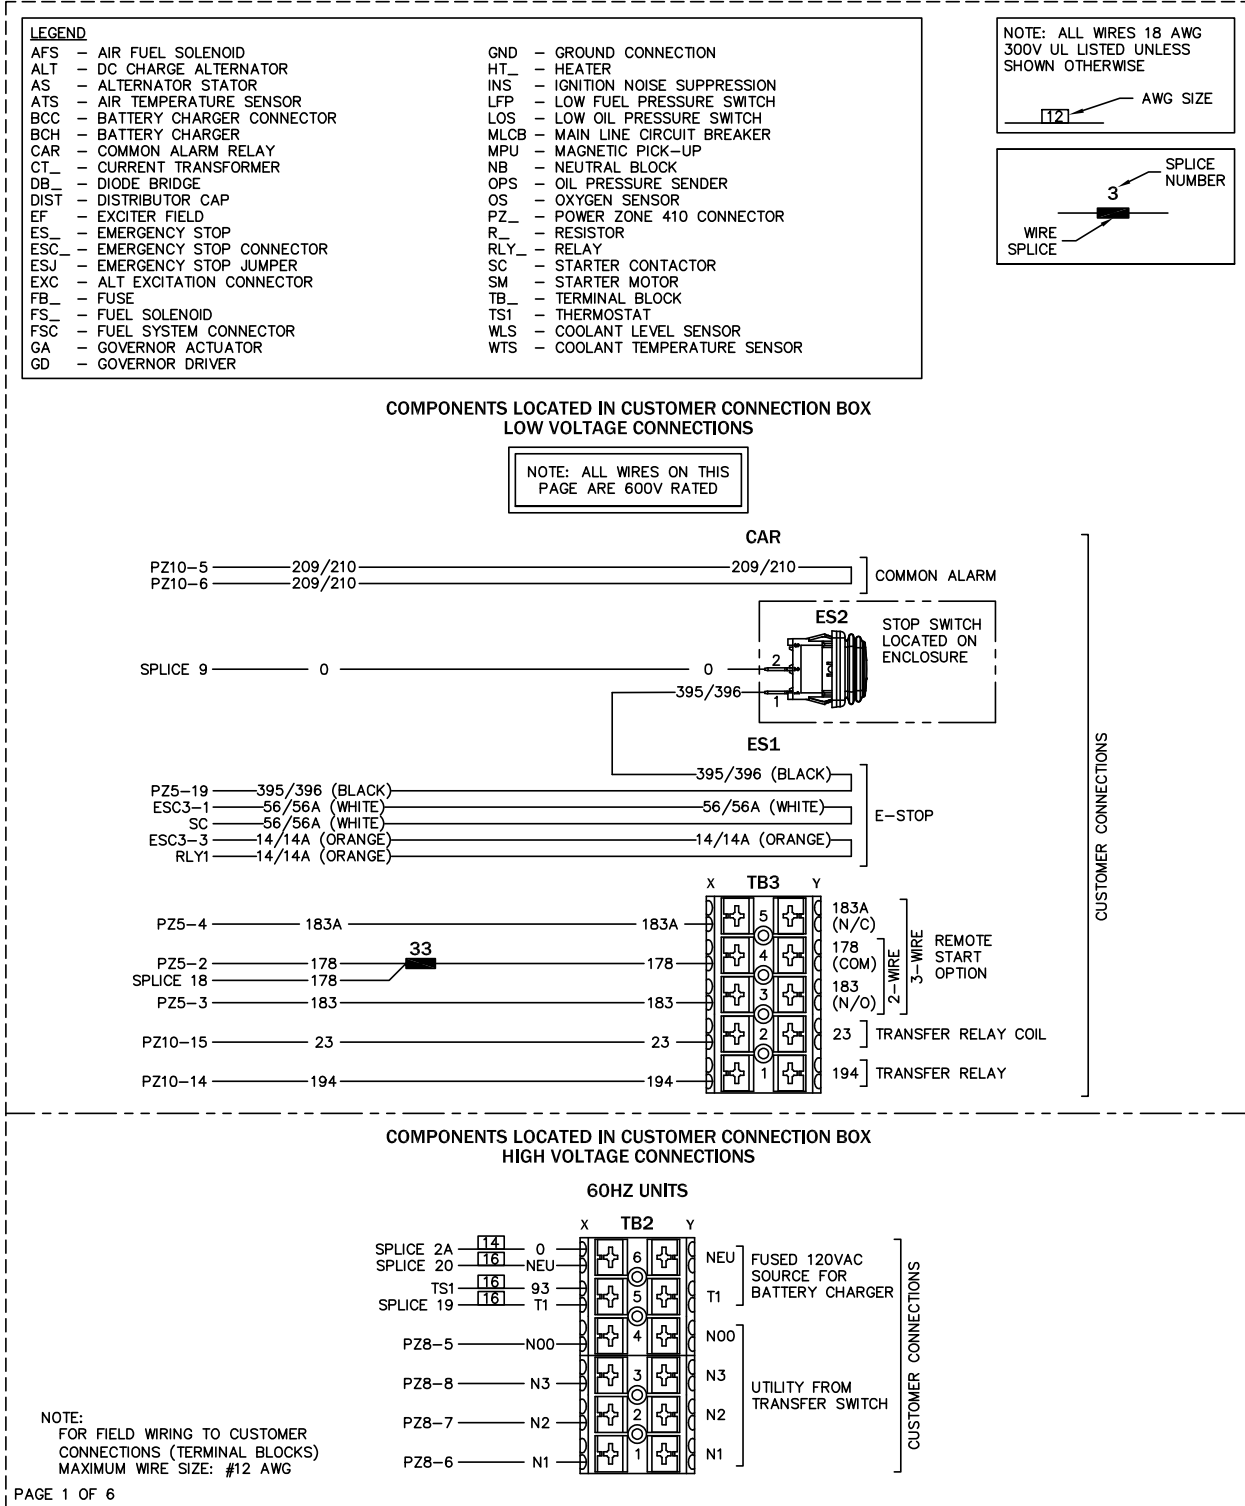 LEGEND
AFS – AIR FUEL SOLENOID
ALT – DC CHARGE ALTERNATOR
AS – ALTERNATOR STATOR
ATS – AIR TEMPERATURE SENSOR
BCC – BATTERY CHARGER CONNECTOR
BCH – BATTERY CHARGER
CAR – COMMON ALARM RELAY
CT_ – CURRENT TRANSFORMER
DB_ – DIODE BRIDGE
DIST – DISTRIBUTOR CAP
EF – EXCITER FIELD
ES_ – EMERGENCY STOP
ESC_ – EMERGENCY STOP CONNECTOR
ESJ – EMERGENCY STOP JUMPER
EXC – ALT EXCITATION CONNECTOR
FB_ – FUSE
FS_ – FUEL SOLENOID
FSC – FUEL SYSTEM CONNECTOR
GA – GOVERNOR ACTUATOR
GD – GOVERNOR DRIVER
GND – GROUND CONNECTION
HT_ – HEATER
INS – IGNITION NOISE SUPPRESSION
LFP – LOW FUEL PRESSURE SWITCH
LOS – LOW OIL PRESSURE SWITCH
MLCB – MAIN LINE CIRCUIT BREAKER
MPU – MAGNETIC PICK–UP
NB – NEUTRAL BLOCK
OPS – OIL PRESSURE SENDER
OS – OXYGEN SENSOR
PZ_ – POWER ZONE 410 CONNECTOR
R_ – RESISTOR
RLY_ – RELAY
SC – STARTER CONTACTOR
SM – STARTER MOTOR
TB_ – TERMINAL BLOCK
TS1 – THERMOSTAT
WLS – COOLANT LEVEL SENSOR
WTS – COOLANT TEMPERATURE SENSOR
NOTE: ALL WIRES 18 AWG
300V UL LISTED UNLESS
SHOWN OTHERWISE
AWG SIZE
12
SPLICE
NUMBER
3
WIRE
SPLICE
COMPONENTS LOCATED IN CUSTOMER CONNECTION BOX
LOW VOLTAGE CONNECTIONS
NOTE: ALL WIRES ON THIS
PAGE ARE 600V RATED
CAR
PZ10–5 209/210 209/210
PZ10–6 209/210
COMMON ALARM
ES2
STOP SWITCH
LOCATED ON
ENCLOSURE
SPLICE 9 0 0 2
395/396 1
ES1
395/396 (BLACK)
PZ5–19 395/396 (BLACK)
ESC3–1 56/56A (WHITE) 56/56A (WHITE)
SC 56/56A (WHITE)
ESC3–3 14/14A (ORANGE) 14/14A (ORANGE)
RLY1 14/14A (ORANGE)
E–STOP
CUSTOMER CONNECTIONS
X TB3 Y
PZ5–4 183A 183A 5 183A
(N/C)
33
PZ5–2 178 178 4 178
(COM)
SPLICE 18 178
PZ5–3 183 183 3 183
(N/O)
2–WIRE
3–WIRE
REMOTE
START
OPTION
PZ10–15 23 23 2 23 TRANSFER RELAY COIL
PZ10–14 194 194 1 194 TRANSFER RELAY
COMPONENTS LOCATED IN CUSTOMER CONNECTION BOX
HIGH VOLTAGE CONNECTIONS
60HZ UNITS
X TB2 Y
SPLICE 2A 14 0 6 NEU
SPLICE 20 16 NEU
TS1 16 93 5 T1
SPLICE 19 16 T1
FUSED 120VAC
SOURCE FOR
BATTERY CHARGER
PZ8–5 N00 4 N00
PZ8–8 N3 3 N3
PZ8–7 N2 2 N2
PZ8–6 N1 1 N1
UTILITY FROM
TRANSFER SWITCH
CUSTOMER CONNECTIONS
NOTE:
FOR FIELD WIRING TO CUSTOMER
CONNECTIONS (TERMINAL BLOCKS)
MAXIMUM WIRE SIZE: #12 AWG
PAGE 1 OF 6